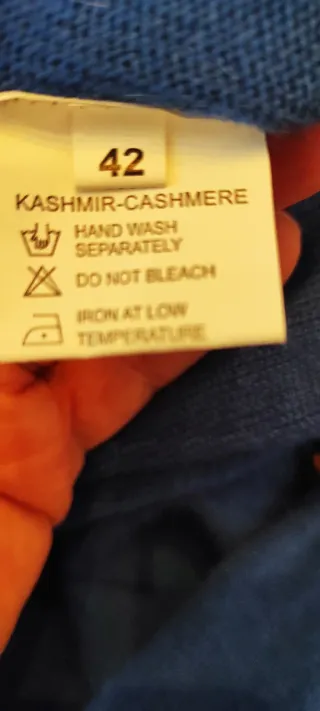 42
KASHMIR-CASHMERE
HAND WASH
SEPARATELY
DO NOT BLEACH
IRON AT LOW
TEMPERATURE